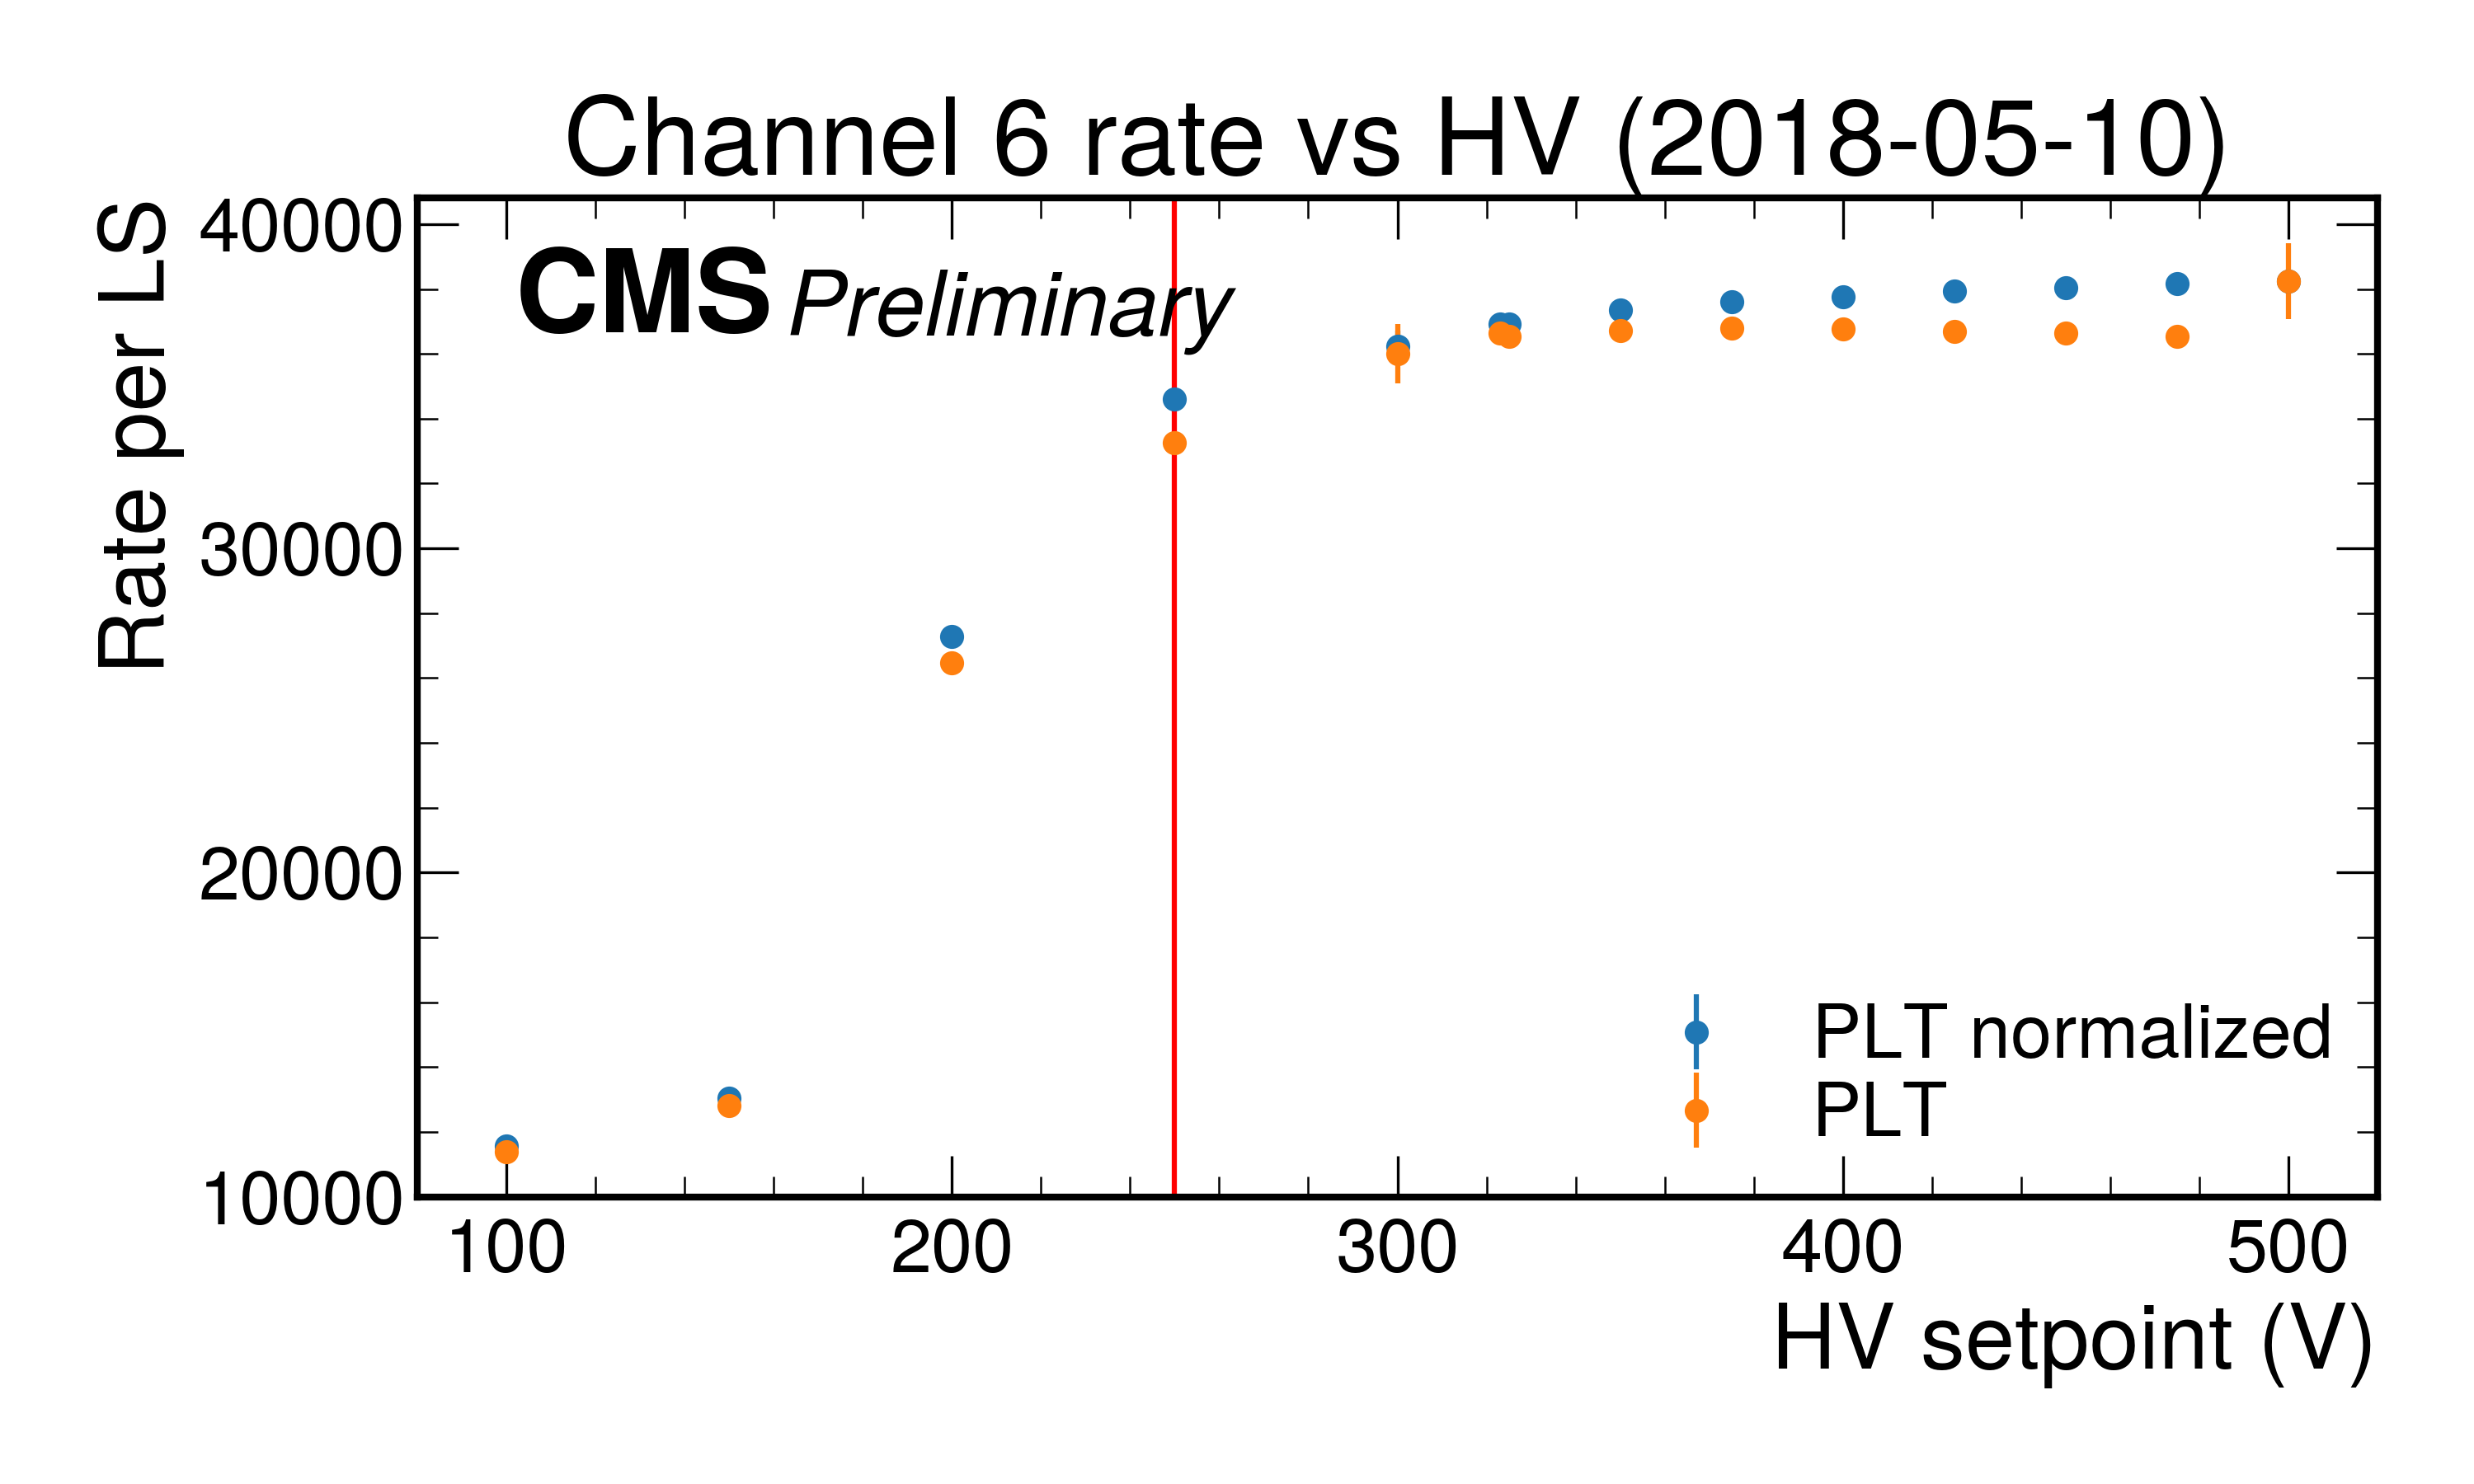 Channel 6 rate vs HV (2018-05-10)
CMS Preliminary
Rate per LS
40000
30000
20000
10000
100 200 300 400 500
HV setpoint (V)
PLT normalized
PLT